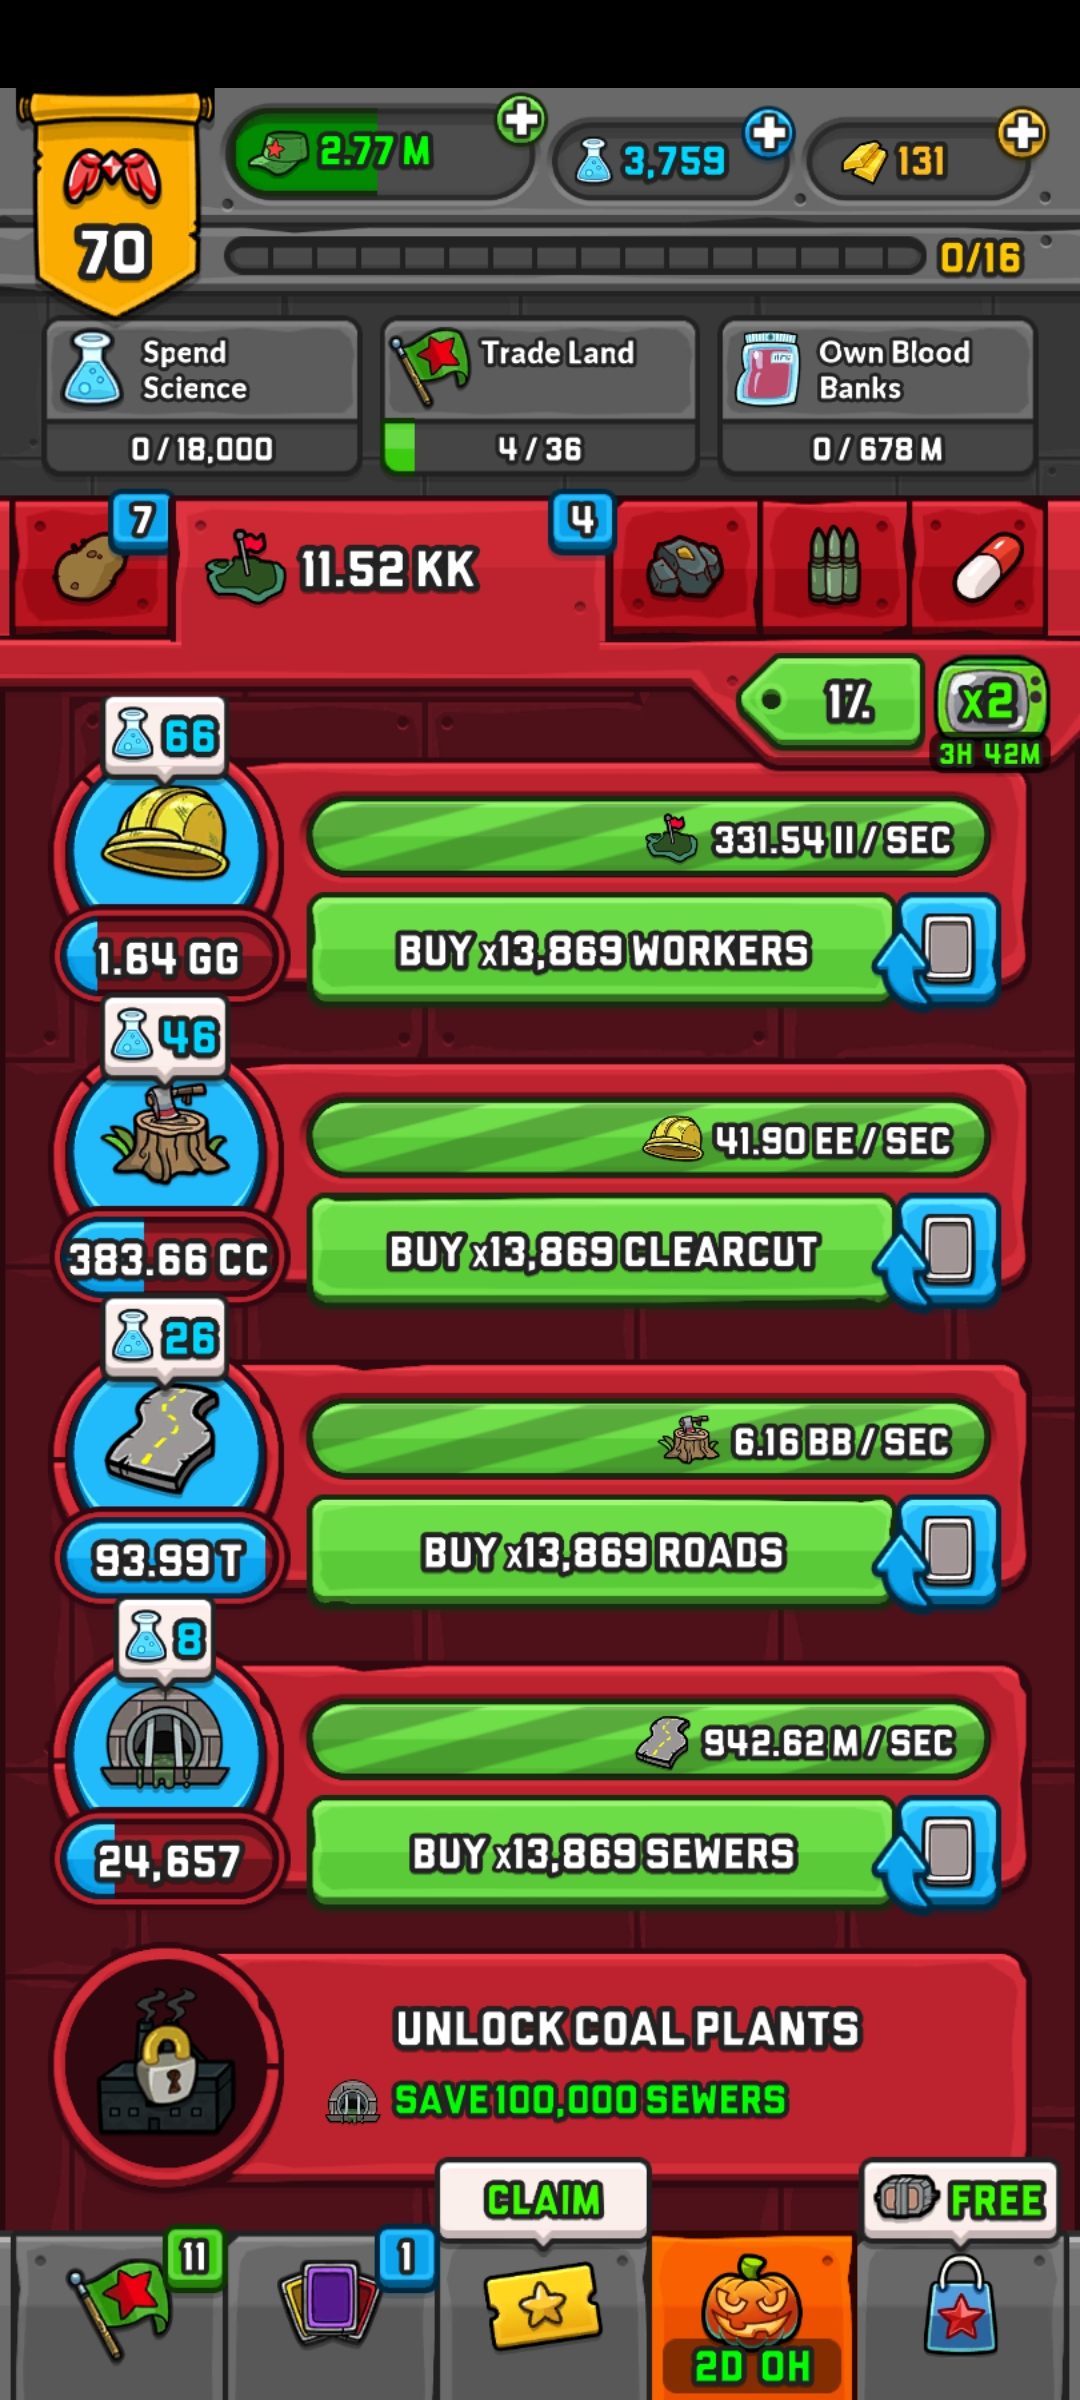 2.77 M
3,759
131
70
0/16
Spend
Science
0 / 18,000
Trade Land
4 / 36
Own Blood
Banks
0 / 678 M
7
11.52 KK
4
1%
x2
3H 42M
66
331.54 II / SEC
BUY x13,869 WORKERS
1.64 GG
46
41.90 EE / SEC
BUY x13,869 CLEARCUT
383.66 CC
26
6.16 BB / SEC
BUY x13,869 ROADS
93.99 T
8
942.62 M / SEC
BUY x13,869 SEWERS
24,657
UNLOCK COAL PLANTS
SAVE 100,000 SEWERS
CLAIM
FREE
11
1
2D 0H